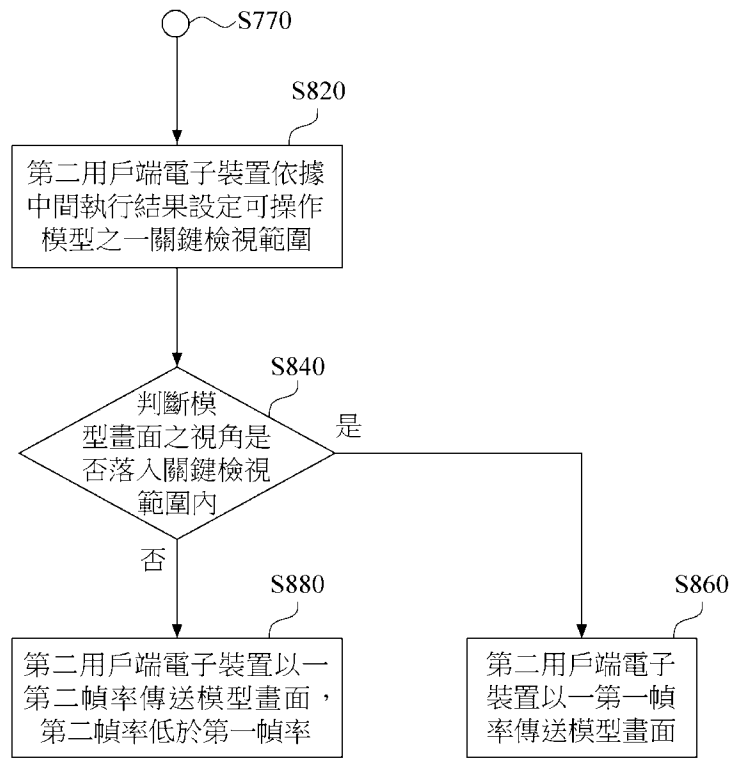 S770
S820
第二用戶端電子裝置依據
中間執行結果設定可操作
模型之一關鍵檢視範圍
S840
判斷模
型畫面之視角是
否落入關鍵檢視
範圍內
是
否
S880
第二用戶端電子裝置以一
第二幀率傳送模型畫面，
第二幀率低於第一幀率
S860
第二用戶端電子
裝置以一第一幀
率傳送模型畫面